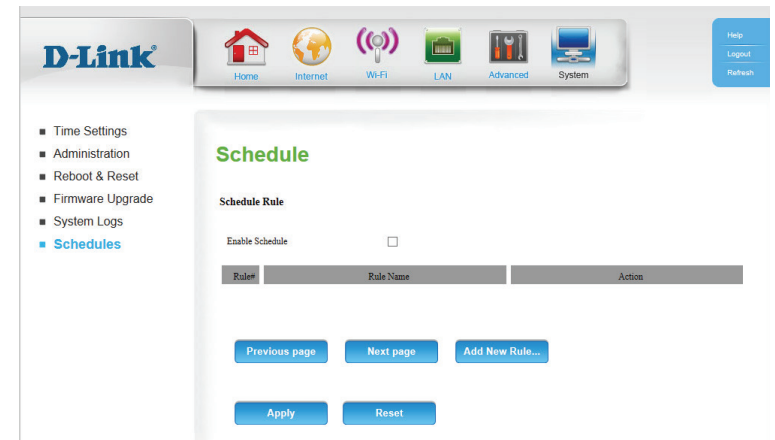 D-Link®
Home Internet Wi-Fi LAN Advanced System
Help
Logout
Refresh
Time Settings
Administration
Reboot & Reset
Firmware Upgrade
System Logs
Schedules
Schedule
Schedule Rule
Enable Schedule
Rule# Rule Name Action
Previous page Next page Add New Rule...
Apply Reset